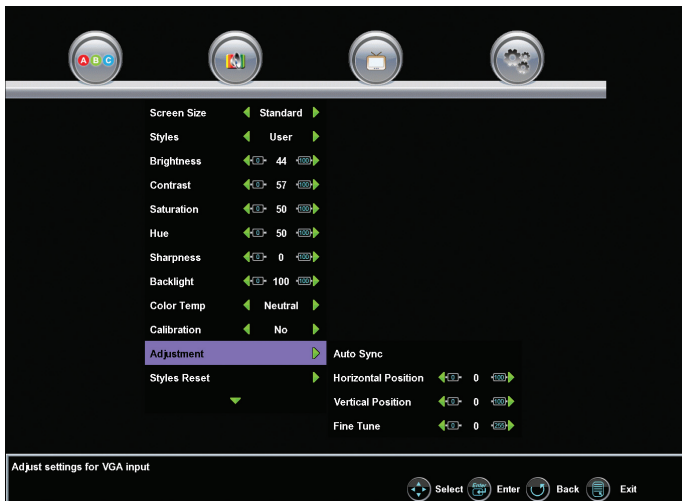 A B C
Screen Size Standard
Styles User
Brightness 0 44 100
Contrast 0 57 100
Saturation 0 50 100
Hue 0 50 100
Sharpness 0 0 100
Backlight 0 100 100
Color Temp Neutral
Calibration No
Adjustment Auto Sync
Styles Reset Horizontal Position 0 0 100
Vertical Position 0 0 100
Fine Tune 0 0 255
Adjust settings for VGA input
Select Enter Enter Back Exit